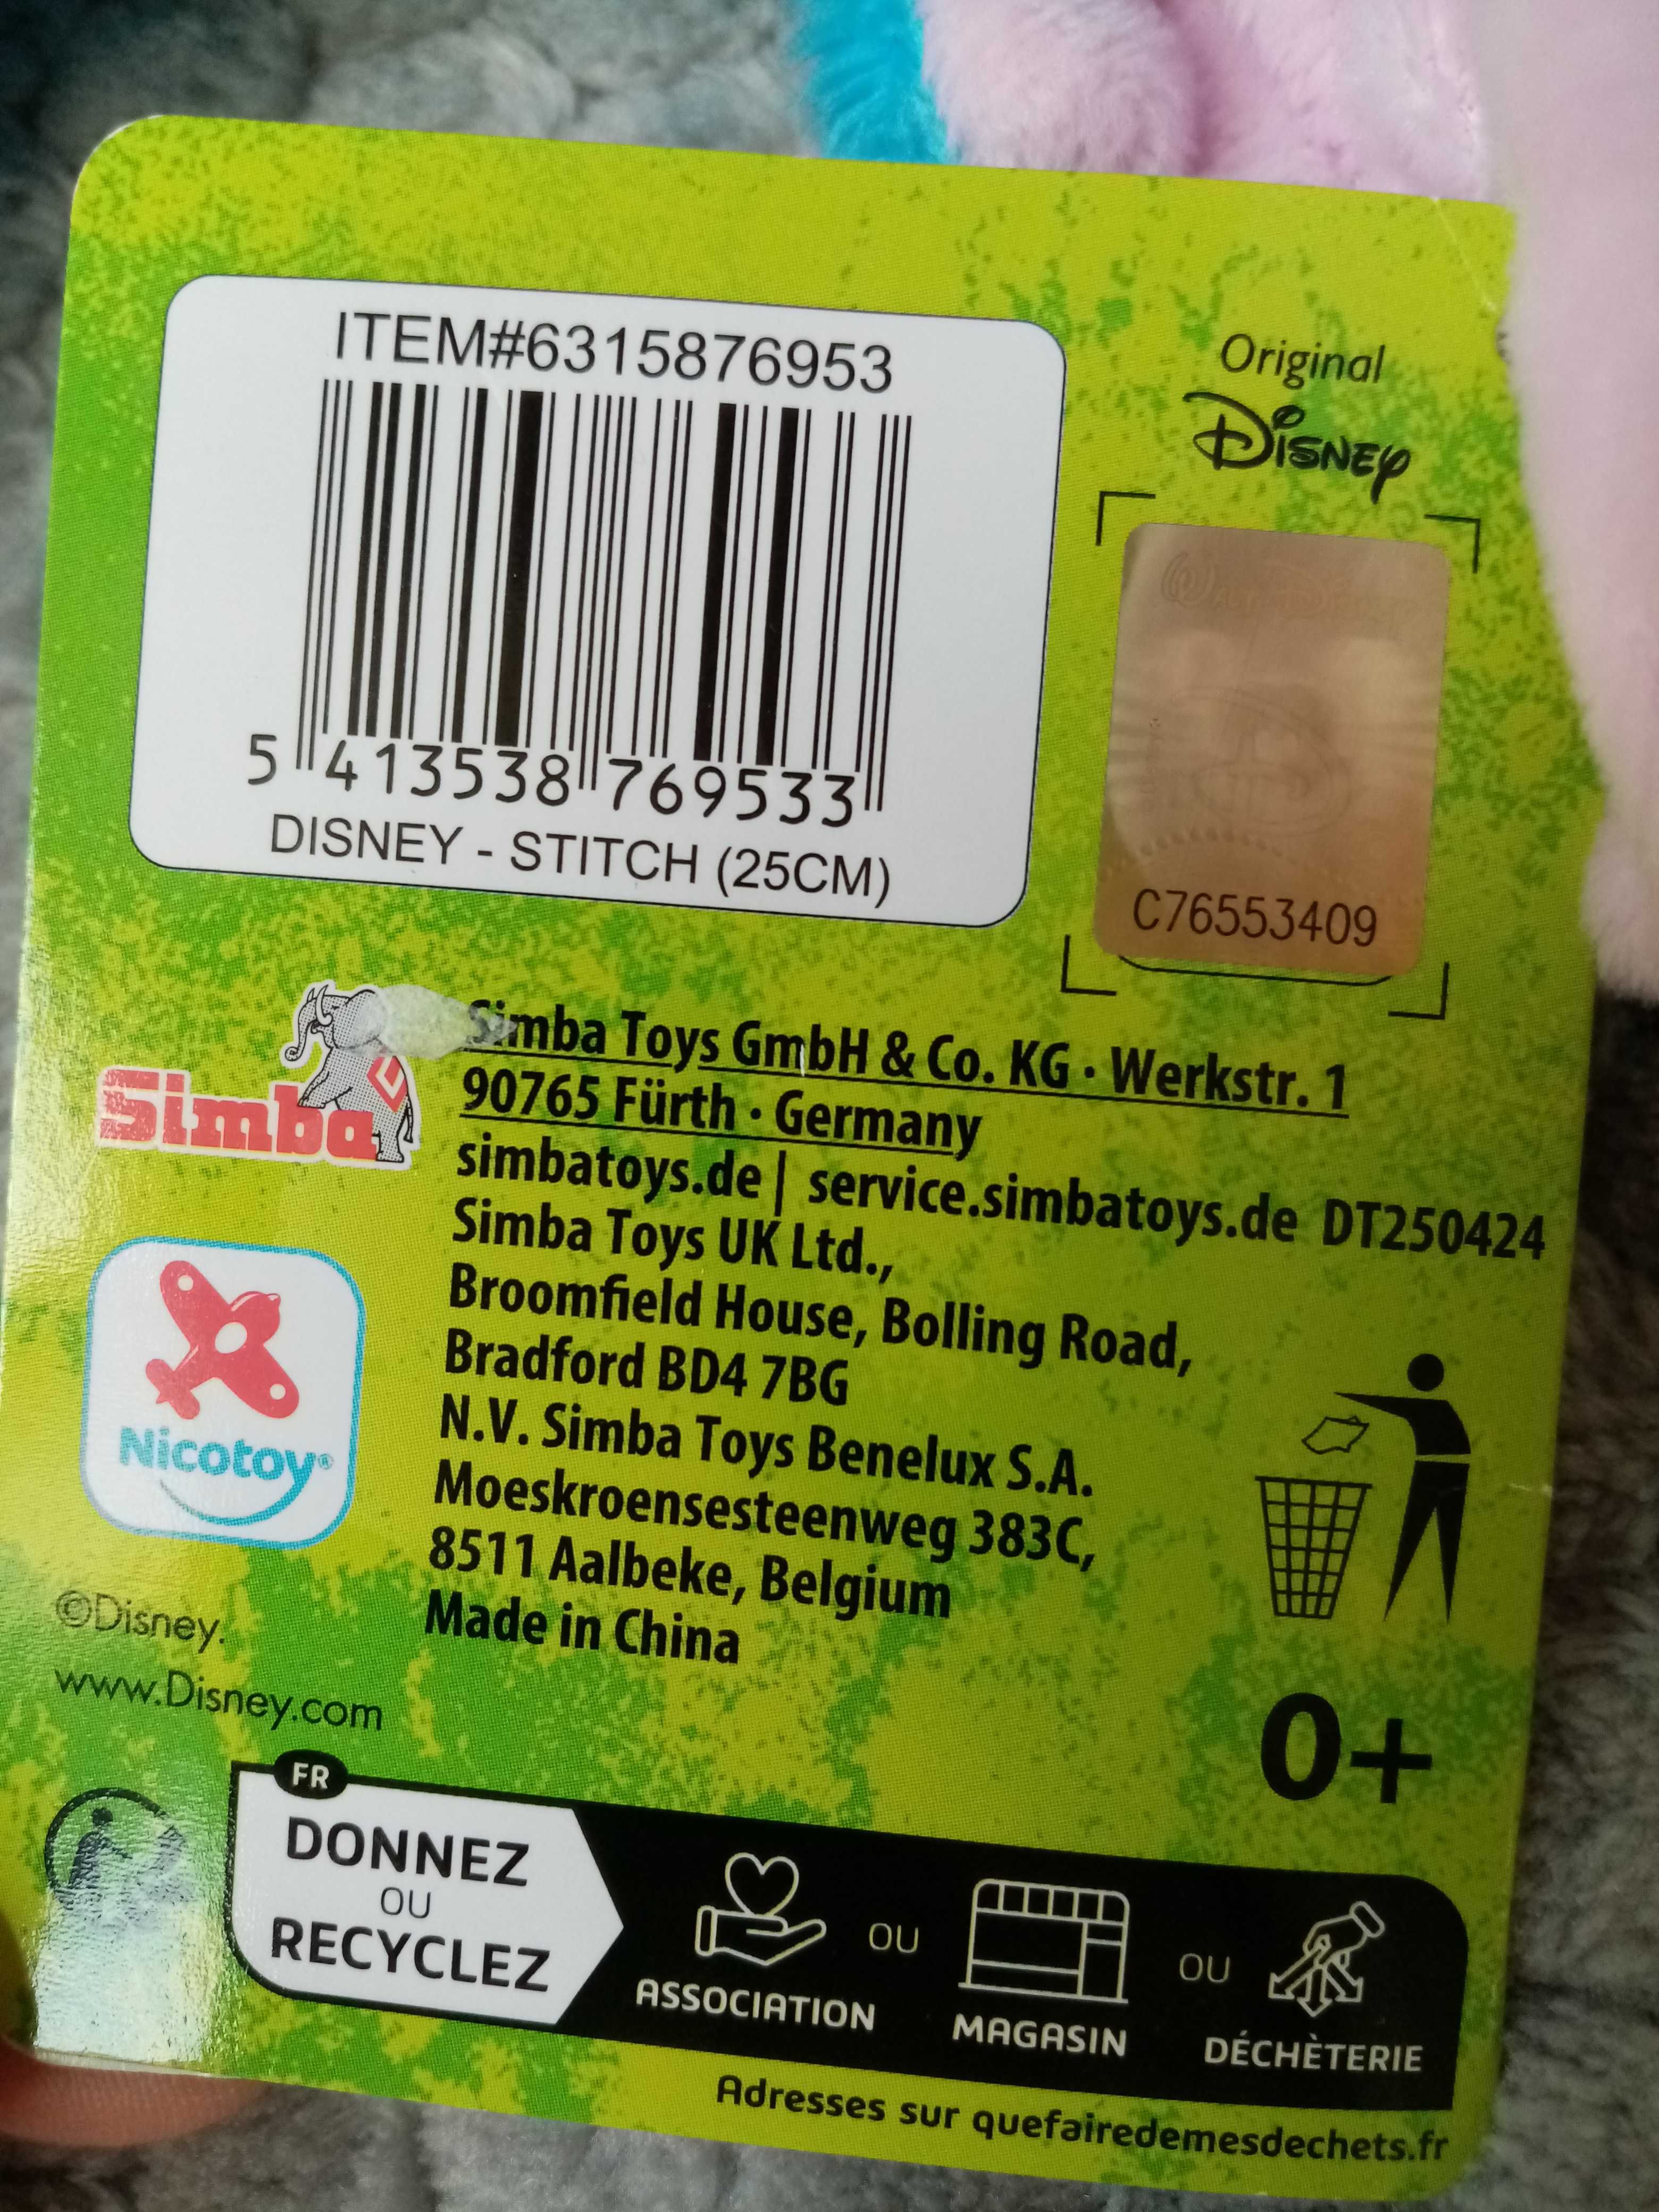 ITEM#6315876953
5 413538 769533
DISNEY - STITCH (25CM)
Original
Disney
Walt Disney
C76553409
Simba
Simba Toys GmbH & Co. KG · Werkstr. 1
90765 Fürth · Germany
simbatoys.de | service.simbatoys.de DT250424
Simba Toys UK Ltd.,
Broomfield House, Bolling Road,
Bradford BD4 7BG
N.V. Simba Toys Benelux S.A.
Moeskroensesteenweg 383C,
8511 Aalbeke, Belgium
Made in China
Nicotoy®
©Disney.
www.Disney.com
0+
FR
DONNEZ
OU
RECYCLEZ
ASSOCIATION
OU
MAGASIN
OU
DÉCHÈTERIE
Adresses sur quefairedemesdechets.fr